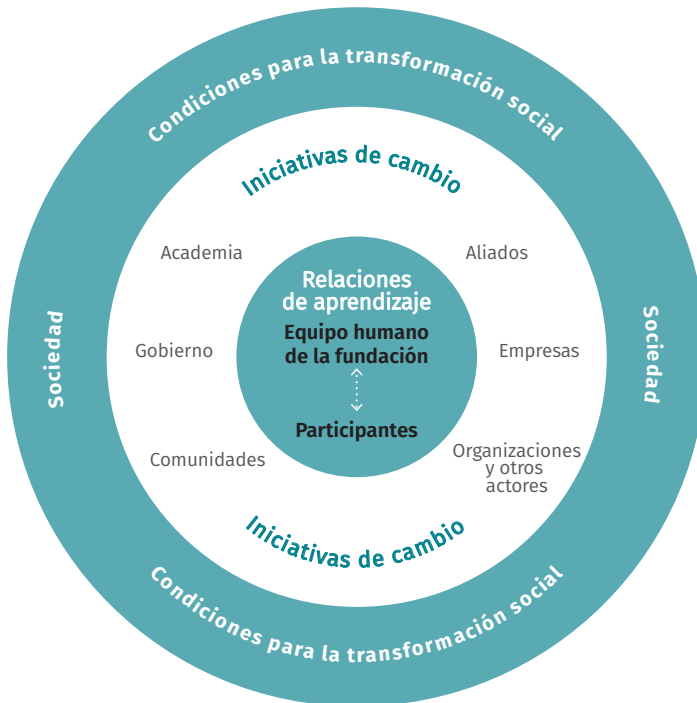 Condiciones para la transformación social
Iniciativas de cambio
Academia
Aliados
Relaciones
de aprendizaje
Equipo humano
de la fundación
Sociedad
Gobierno
Empresas
Sociedad
Participantes
Comunidades
Organizaciones
y otros
actores
Iniciativas de cambio
Condiciones para la transformación social